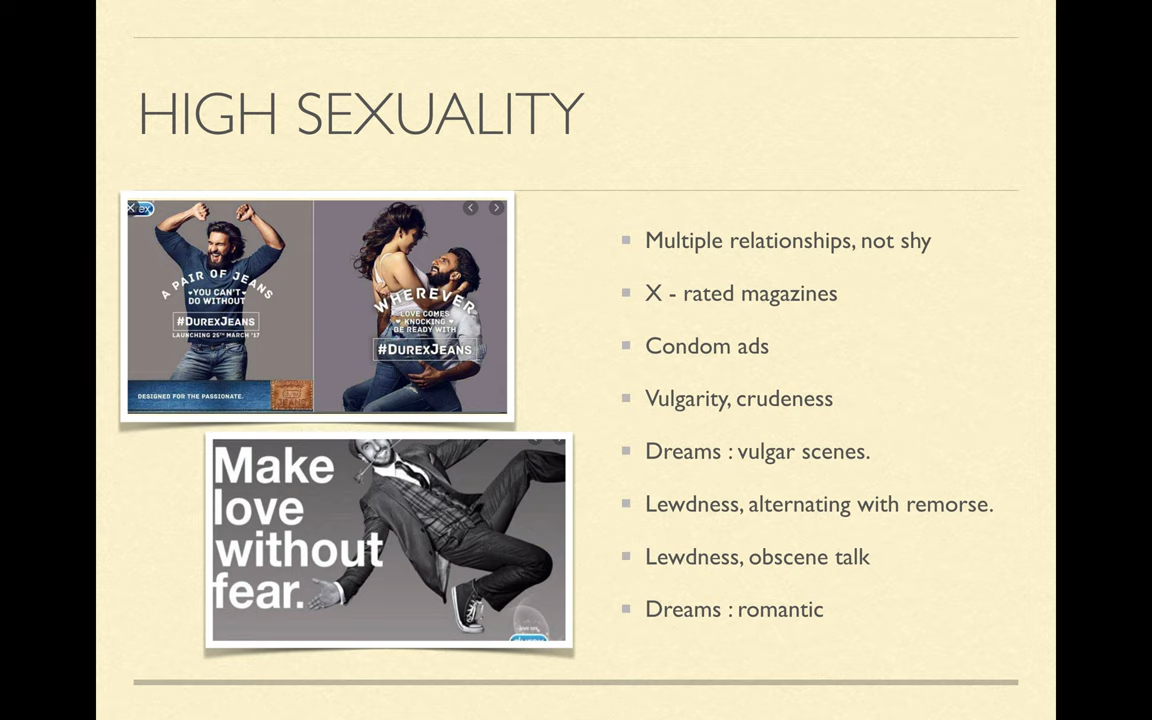 HIGH SEXUALITY
rex
A PAIR OF JEANS
YOU CAN'T
DO WITHOUT
#DUREXJEANS
LAUNCHING 25TH MARCH '17
DESIGNED FOR THE PASSIONATE.
JEANS
WHEREVER
LOVE COMES
KNOCKING
BE READY WITH
#DUREXJEANS
Make
love
without
fear.
Multiple relationships, not shy
X - rated magazines
Condom ads
Vulgarity, crudeness
Dreams : vulgar scenes.
Lewdness, alternating with remorse.
Lewdness, obscene talk
Dreams : romantic